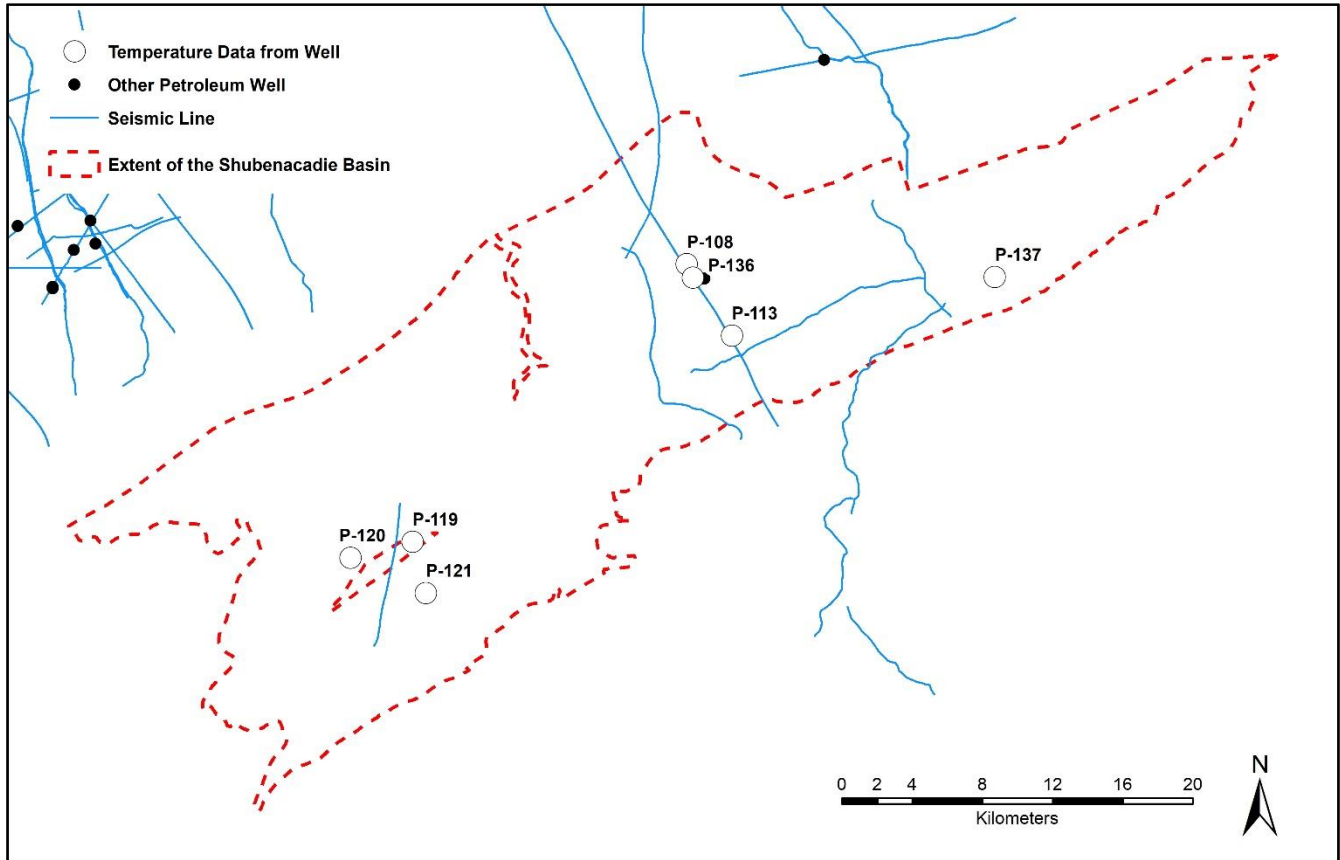 Temperature Data from Well
Other Petroleum Well
Seismic Line
Extent of the Shubenacadie Basin
P-108
P-136
P-137
P-113
P-119
P-120
P-121
0 2 4 8 12 16 20
Kilometers
N